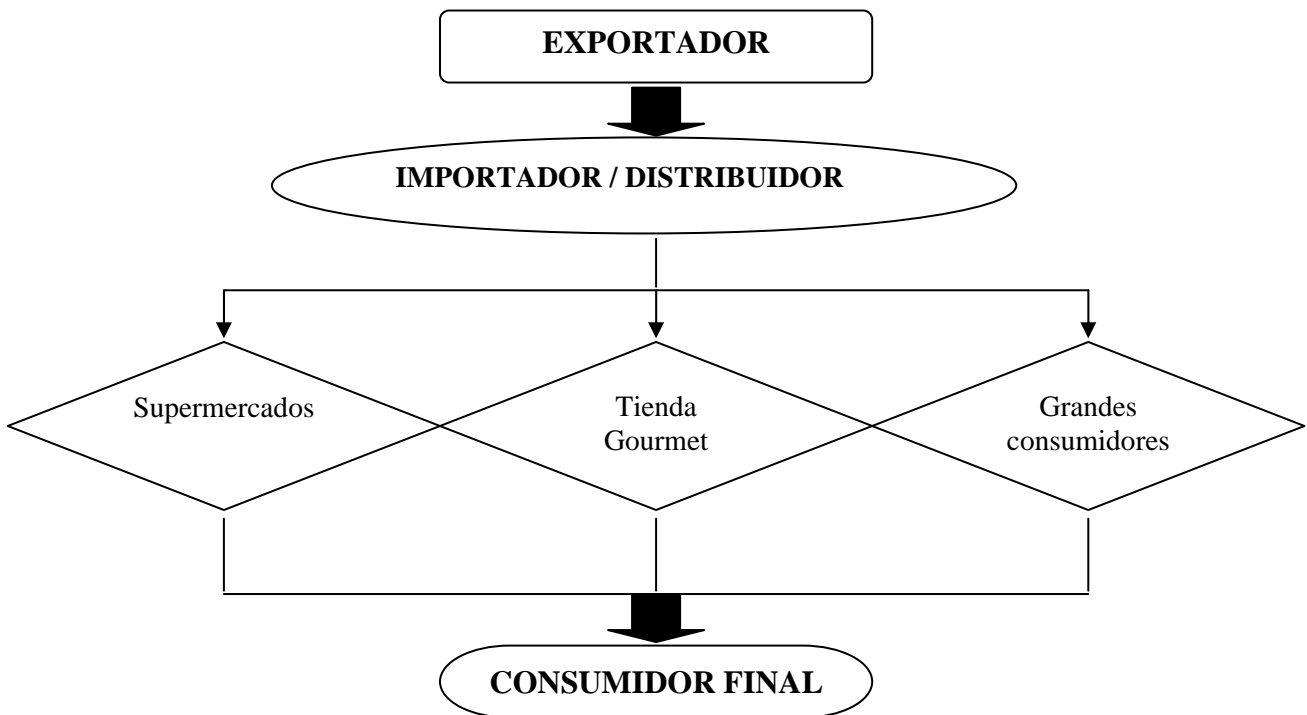 EXPORTADOR
IMPORTADOR / DISTRIBUIDOR
Supermercados
Tienda
Gourmet
Grandes
consumidores
CONSUMIDOR FINAL